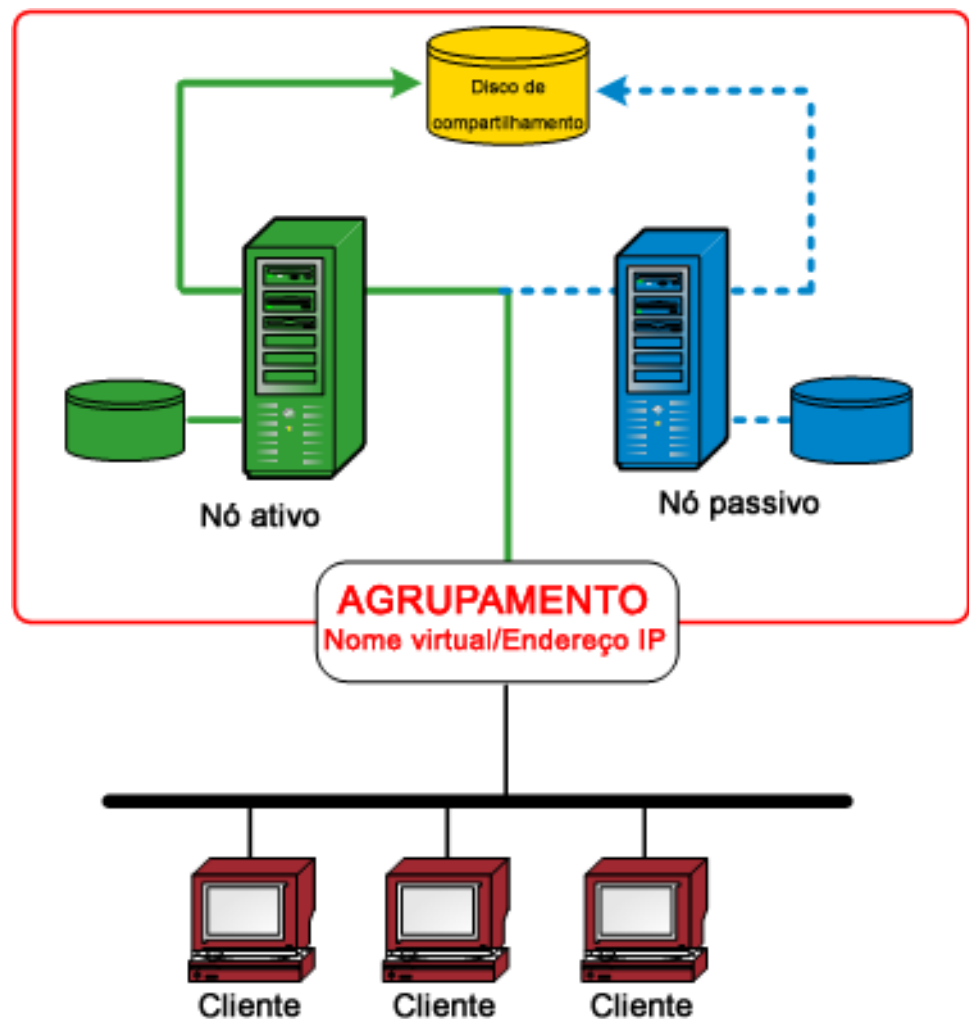 Disco de
compartilhamento
Nó ativo
Nó passivo
AGRUPAMENTO
Nome virtual/Endereço IP
Cliente
Cliente
Cliente